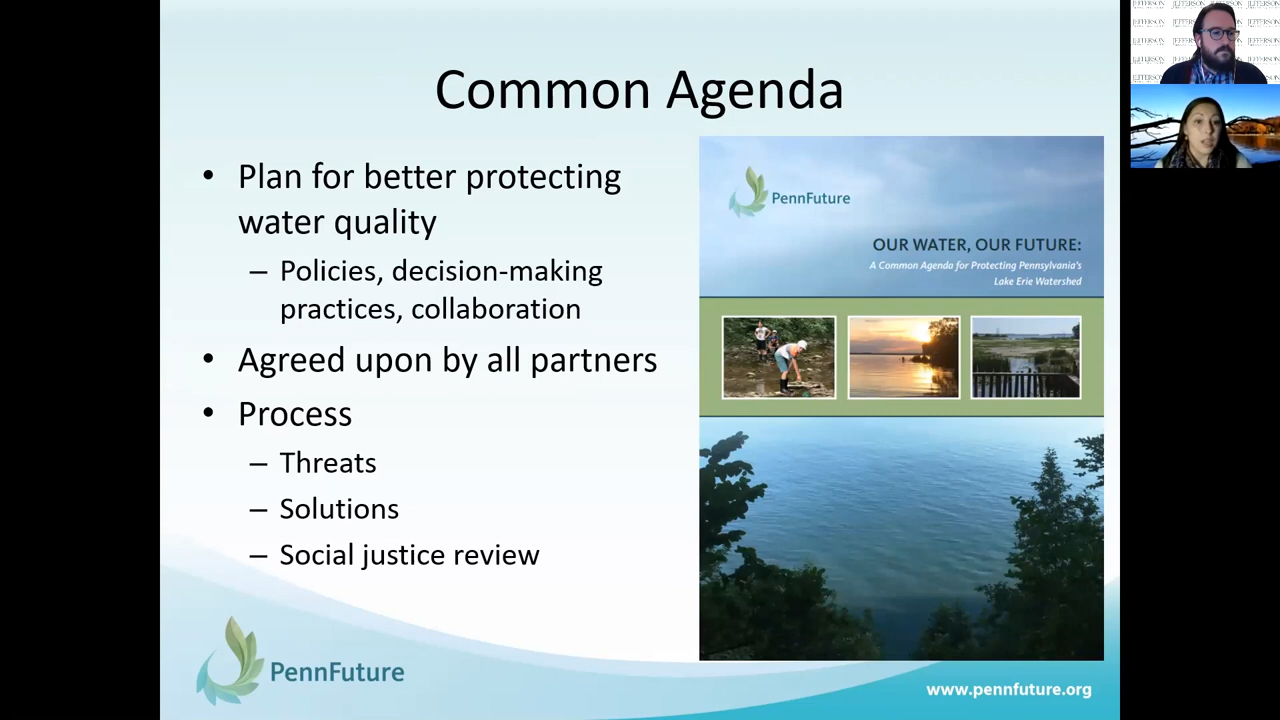 Common Agenda
• Plan for better protecting
water quality
– Policies, decision-making
practices, collaboration
• Agreed upon by all partners
• Process
– Threats
– Solutions
– Social justice review
PennFuture
OUR WATER, OUR FUTURE:
A Common Agenda for Protecting Pennsylvania's
Lake Erie Watershed
PennFuture
www.pennfuture.org
JEFFERSON